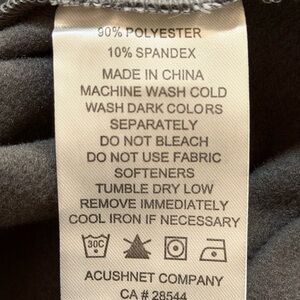 90% POLYESTER
10% SPANDEX
MADE IN CHINA
MACHINE WASH COLD
WASH DARK COLORS
SEPARATELY
DO NOT BLEACH
DO NOT USE FABRIC
SOFTENERS
TUMBLE DRY LOW
REMOVE IMMEDIATELY
COOL IRON IF NECESSARY
30C
ACUSHNET COMPANY
CA # 28544